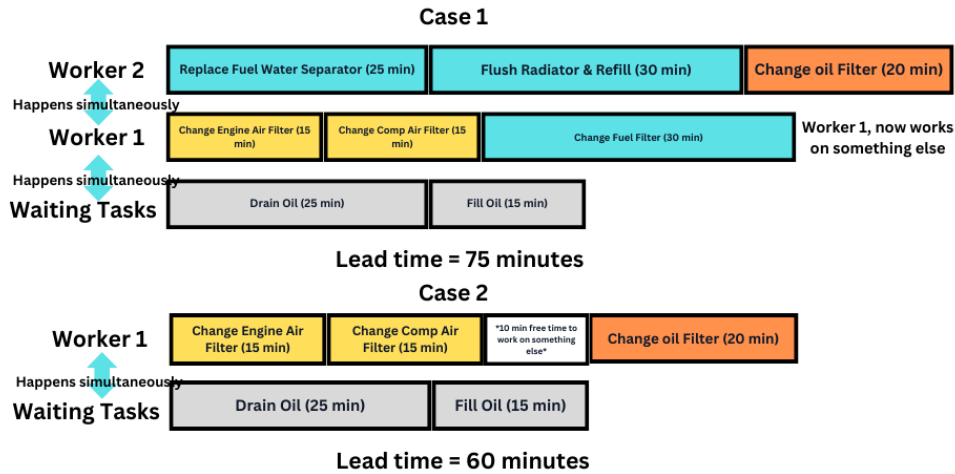 Case 1
Worker 2
Replace Fuel Water Separator (25 min)
Flush Radiator & Refill (30 min)
Change oil Filter (20 min)
Happens simultaneously
Worker 1
Change Engine Air Filter (15
min)
Change Comp Air Filter (15
min)
Change Fuel Filter (30 min)
Worker 1, now works
on something else
Happens simultaneously
Waiting Tasks
Drain Oil (25 min)
Fill Oil (15 min)
Lead time = 75 minutes
Case 2
Worker 1
Change Engine Air
Filter (15 min)
Change Comp Air
Filter (15 min)
*10 min free time to
work on something
else*
Change oil Filter (20 min)
Happens simultaneously
Waiting Tasks
Drain Oil (25 min)
Fill Oil (15 min)
Lead time = 60 minutes